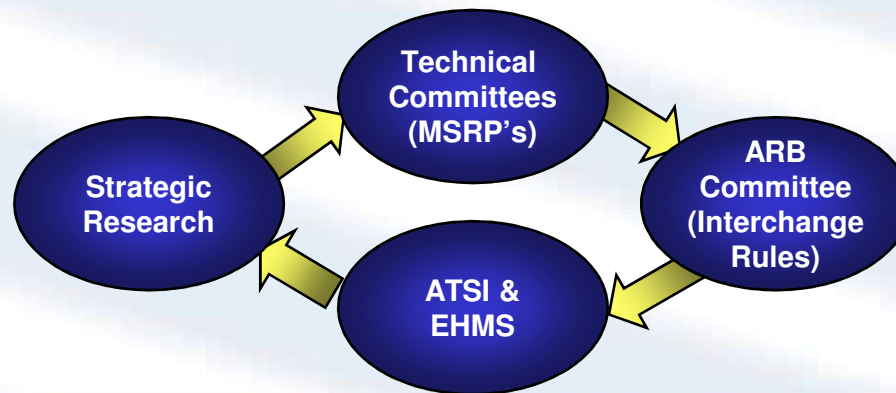 Technical
Committees
(MSRP's)
Strategic
Research
ARB
Committee
(Interchange
Rules)
ATSI &
EHMS